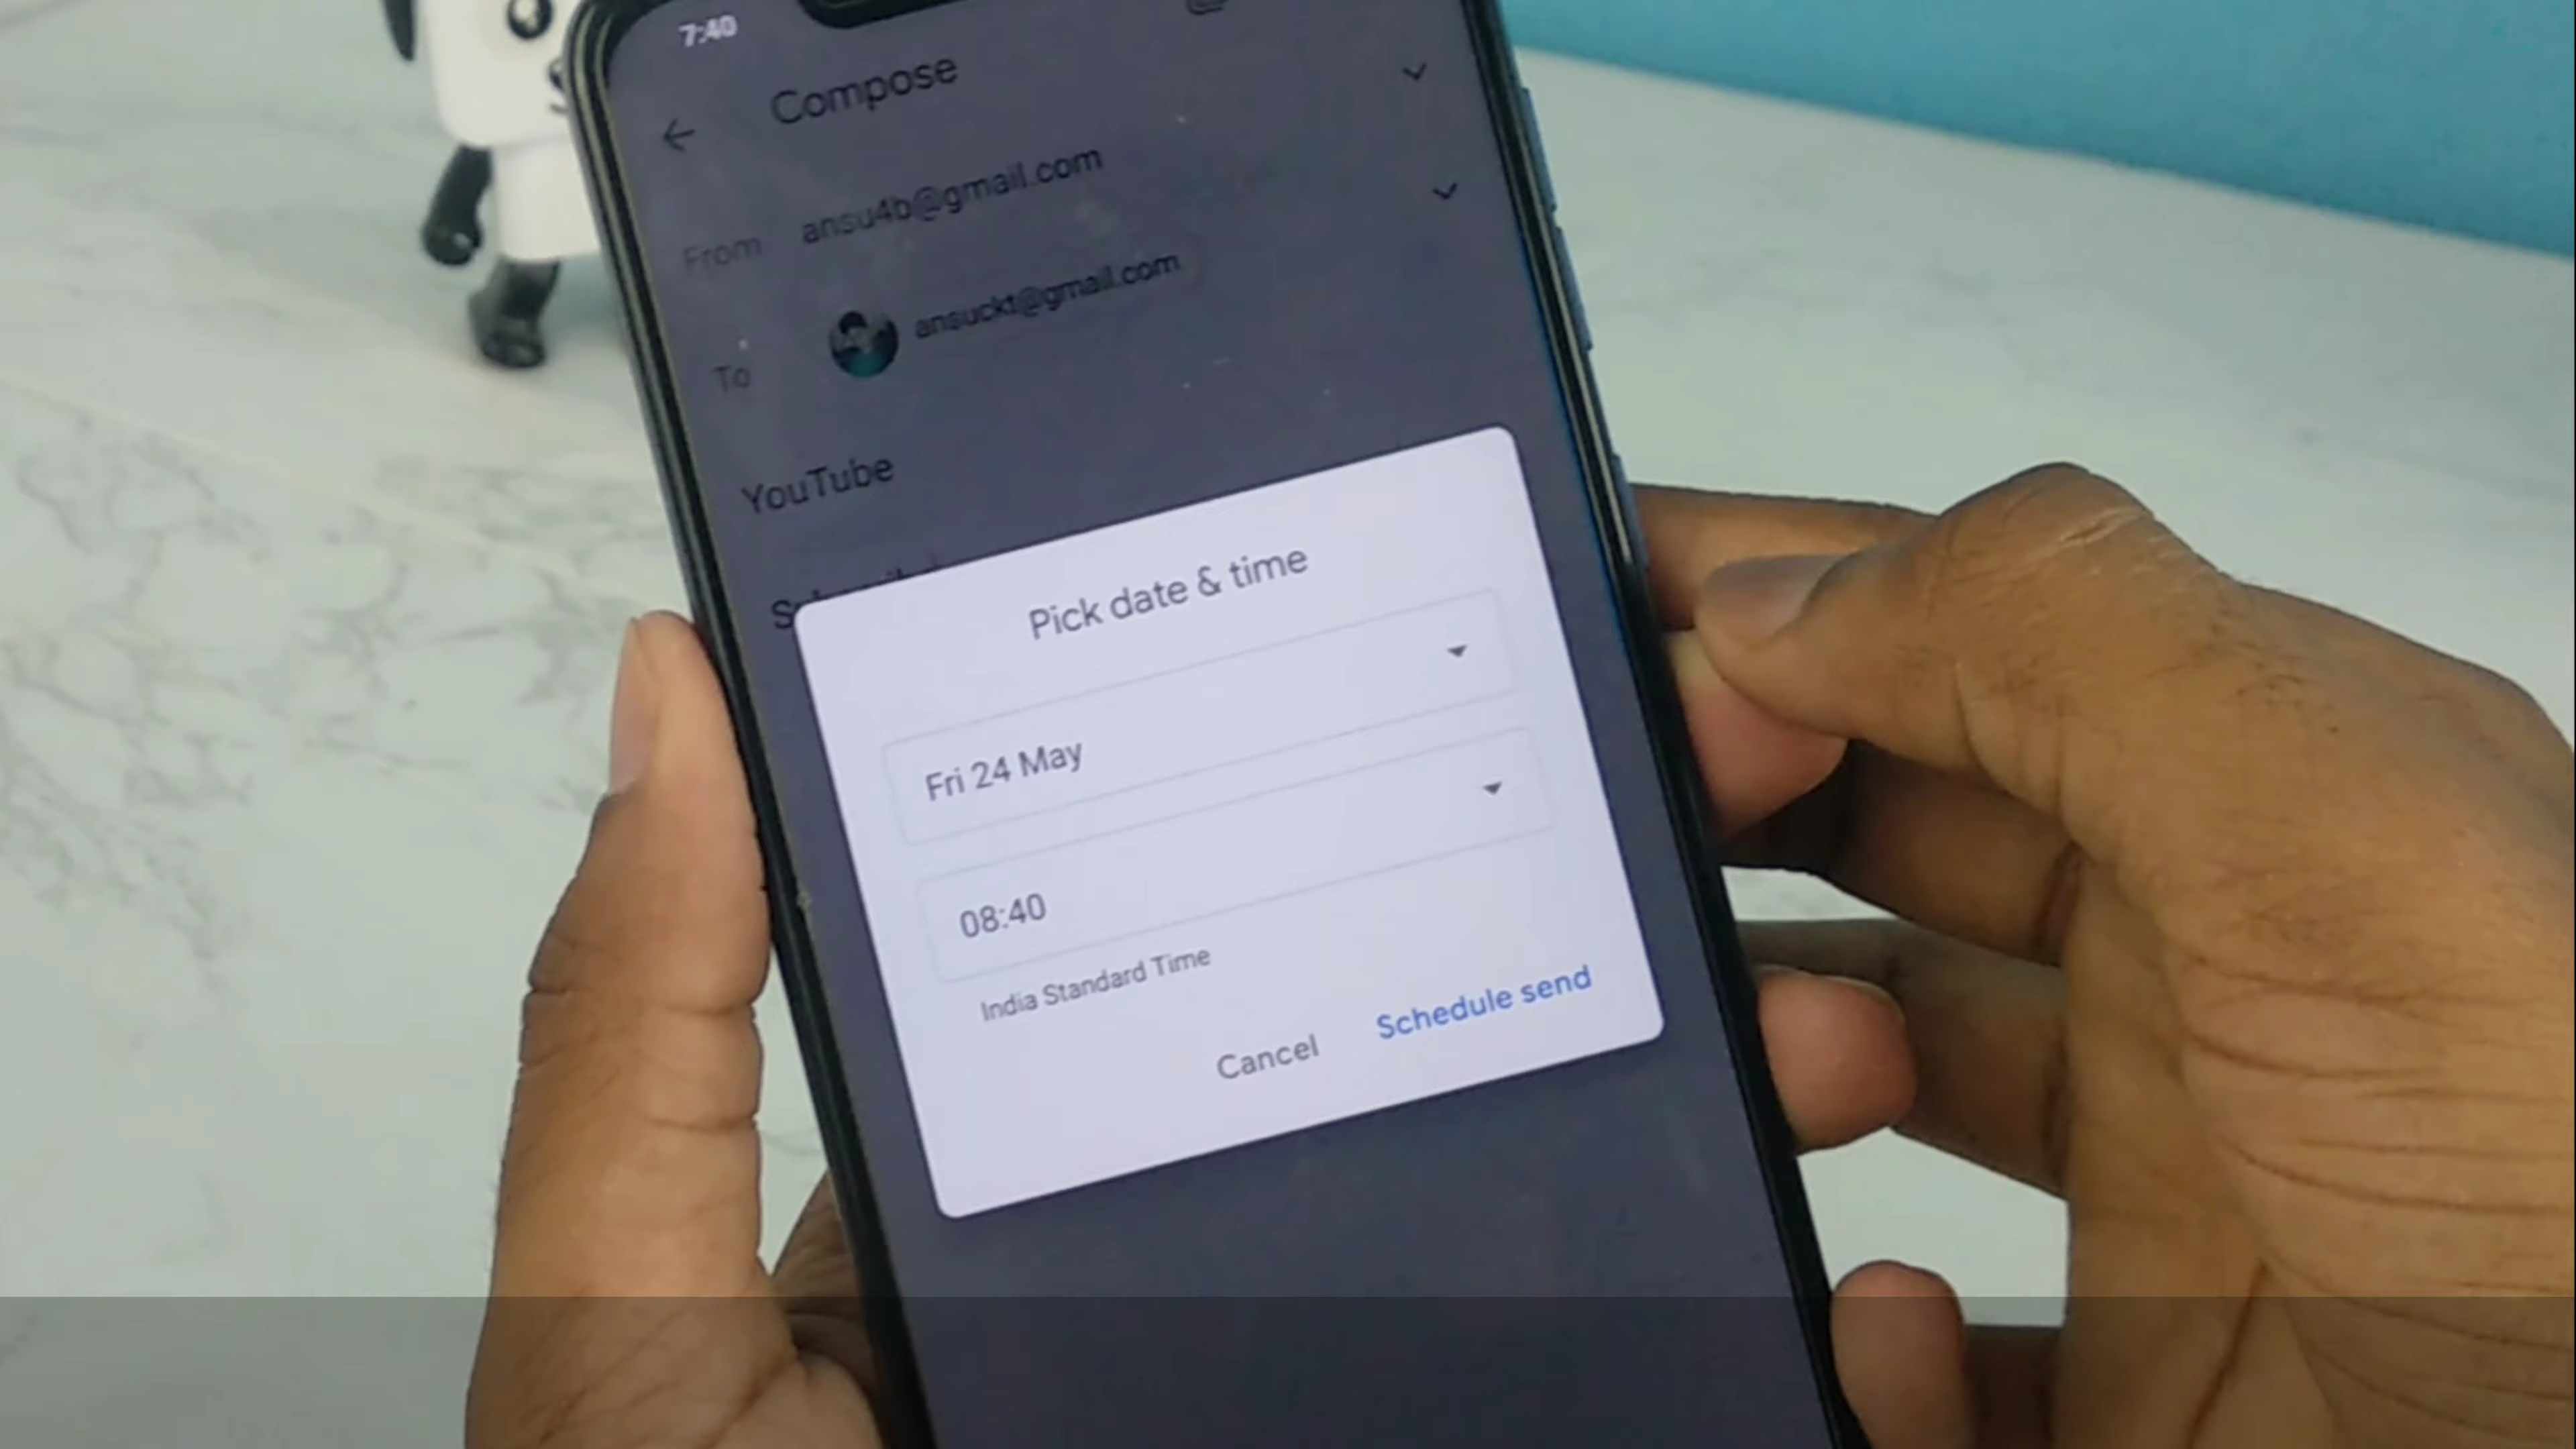 7:40
Compose
From ansu4b@gmail.com
To ansuckt@gmail.com
YouTube
Pick date & time
Fri 24 May
08:40
India Standard Time
Cancel Schedule send